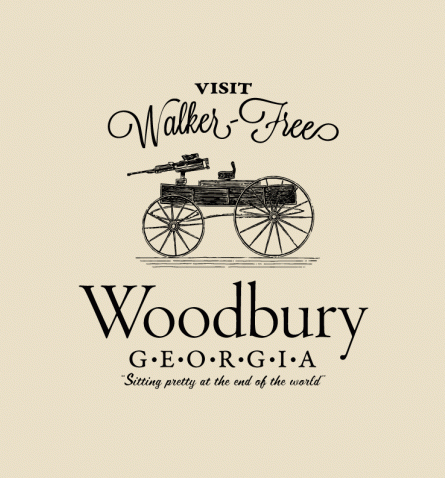 VISIT
Walker-Free
Woodbury
G•E•O•R•G•I•A
"Sitting pretty at the end of the world"